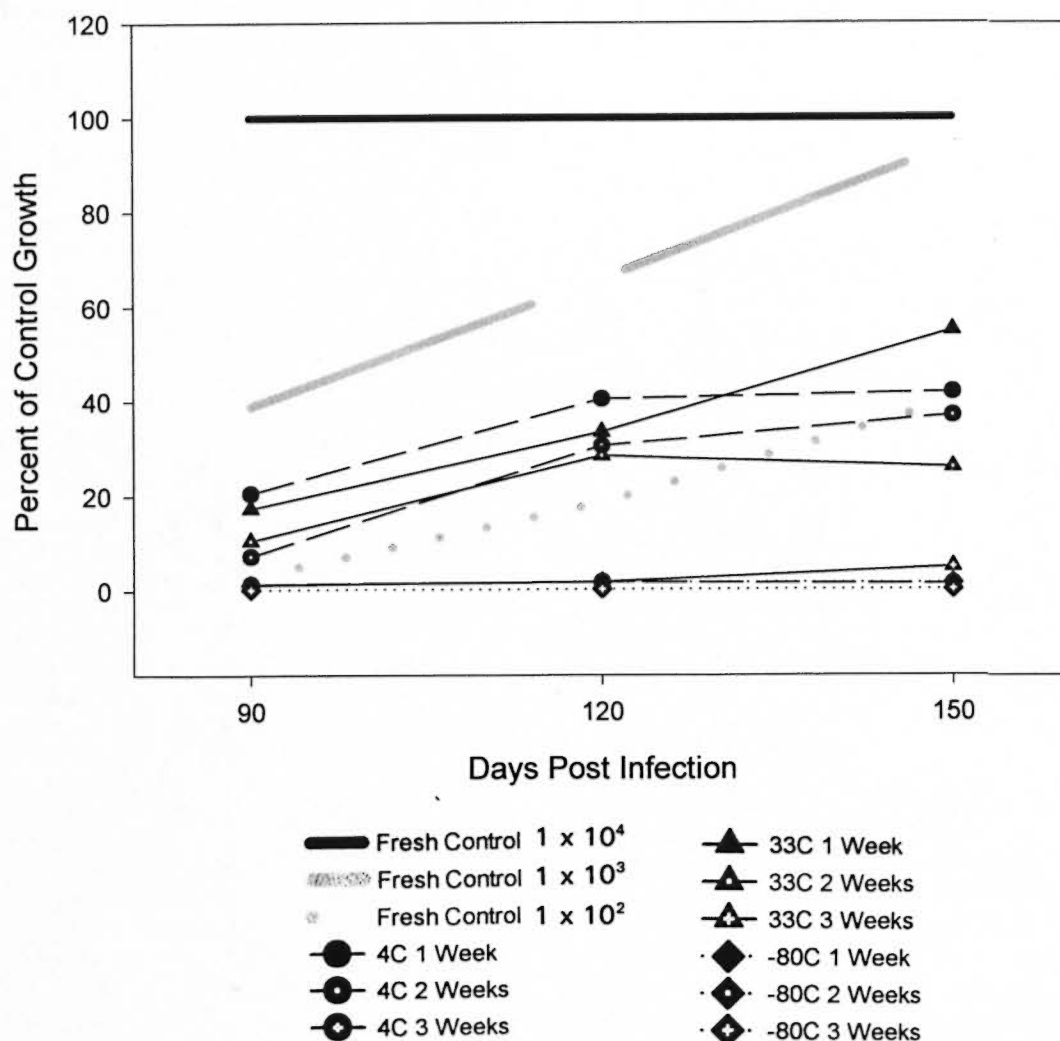 120
100
80
60
40
20
0
Percent of Control Growth
90 120 150
Days Post Infection
Fresh Control 1 x 10⁴
Fresh Control 1 x 10³
Fresh Control 1 x 10²
4C 1 Week
4C 2 Weeks
4C 3 Weeks
33C 1 Week
33C 2 Weeks
33C 3 Weeks
-80C 1 Week
-80C 2 Weeks
-80C 3 Weeks